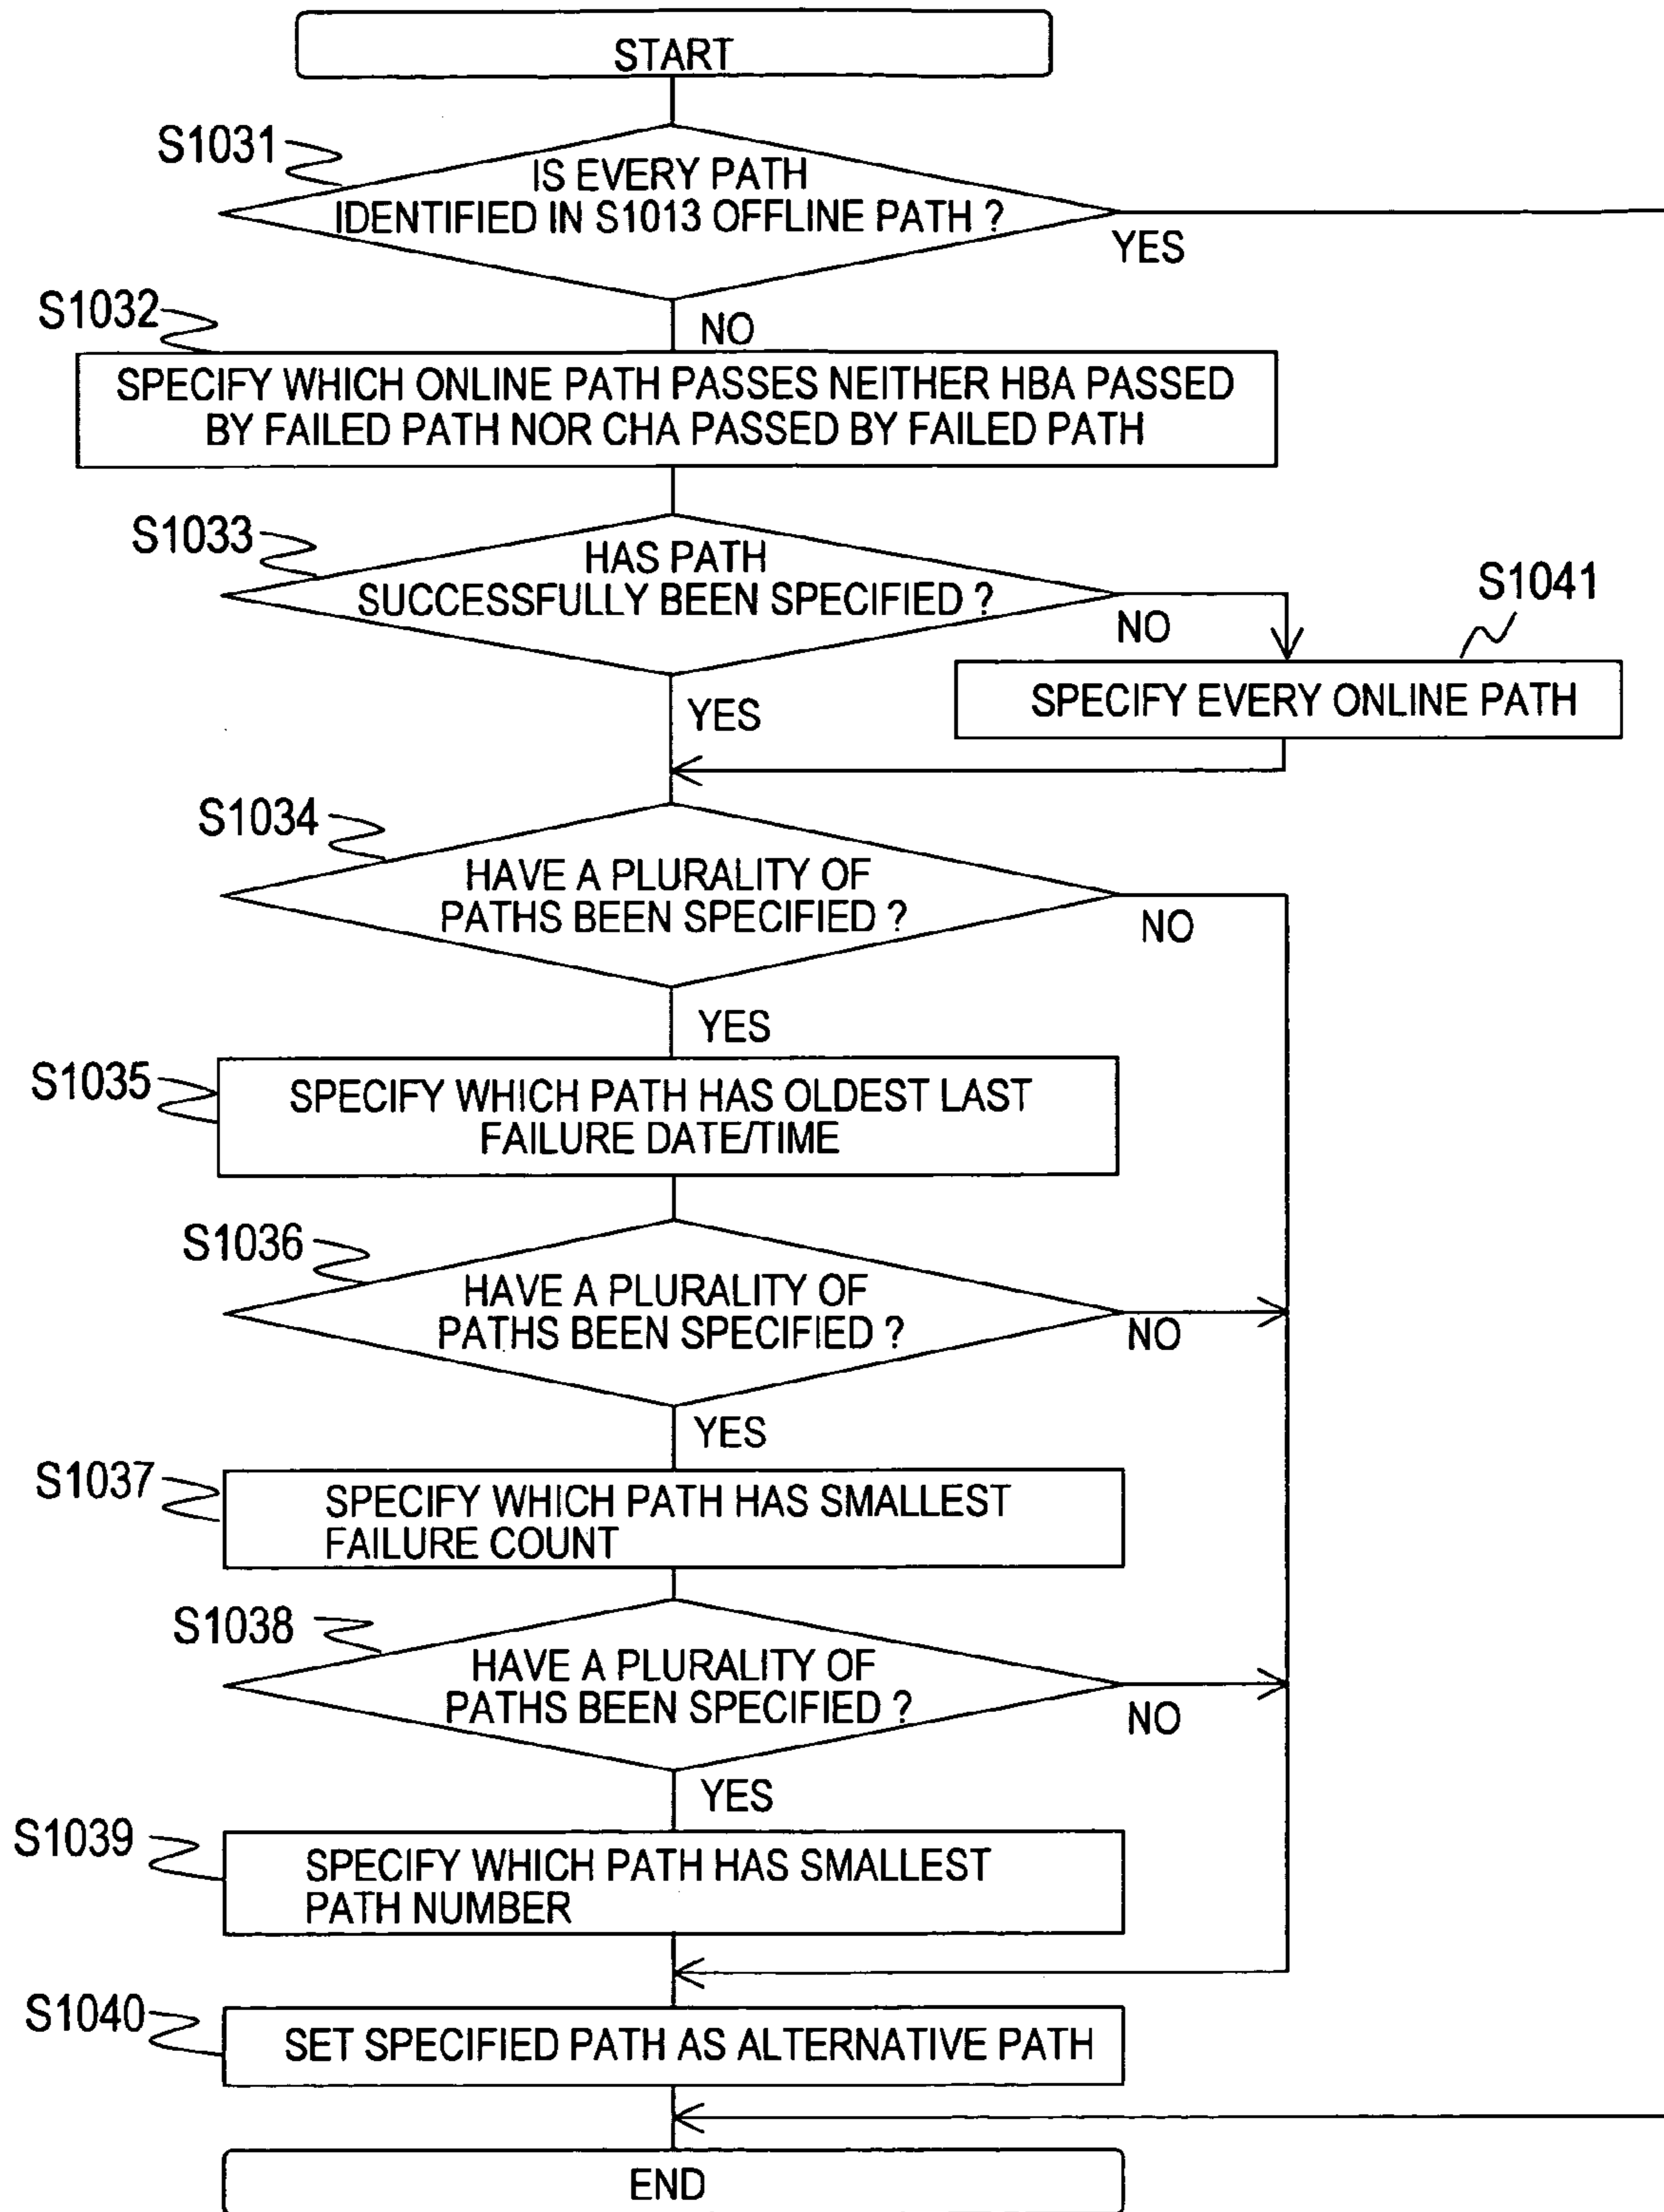 START
S1031
IS EVERY PATH
IDENTIFIED IN S1013 OFFLINE PATH ?
YES
S1032
NO
SPECIFY WHICH ONLINE PATH PASSES NEITHER HBA PASSED
BY FAILED PATH NOR CHA PASSED BY FAILED PATH
S1033
HAS PATH
SUCCESSFULLY BEEN SPECIFIED ?
NO
S1041
SPECIFY EVERY ONLINE PATH
YES
S1034
HAVE A PLURALITY OF
PATHS BEEN SPECIFIED ?
NO
YES
S1035
SPECIFY WHICH PATH HAS OLDEST LAST
FAILURE DATE/TIME
S1036
HAVE A PLURALITY OF
PATHS BEEN SPECIFIED ?
NO
YES
S1037
SPECIFY WHICH PATH HAS SMALLEST
FAILURE COUNT
S1038
HAVE A PLURALITY OF
PATHS BEEN SPECIFIED ?
NO
YES
S1039
SPECIFY WHICH PATH HAS SMALLEST
PATH NUMBER
S1040
SET SPECIFIED PATH AS ALTERNATIVE PATH
END